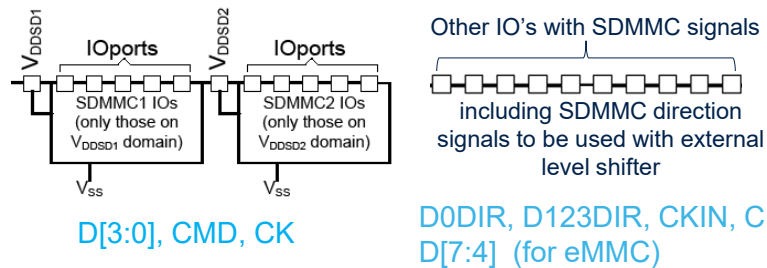 VDDSD1
IOports
VDDSD2
IOports
SDMMC1 IOs
(only those on
VDDSD1 domain)
VSS
SDMMC2 IOs
(only those on
VDDSD2 domain)
VSS
D[3:0], CMD, CK
Other IO's with SDMMC signals
including SDMMC direction
signals to be used with external
level shifter
D0DIR, D123DIR, CKIN, C
D[7:4] (for eMMC)